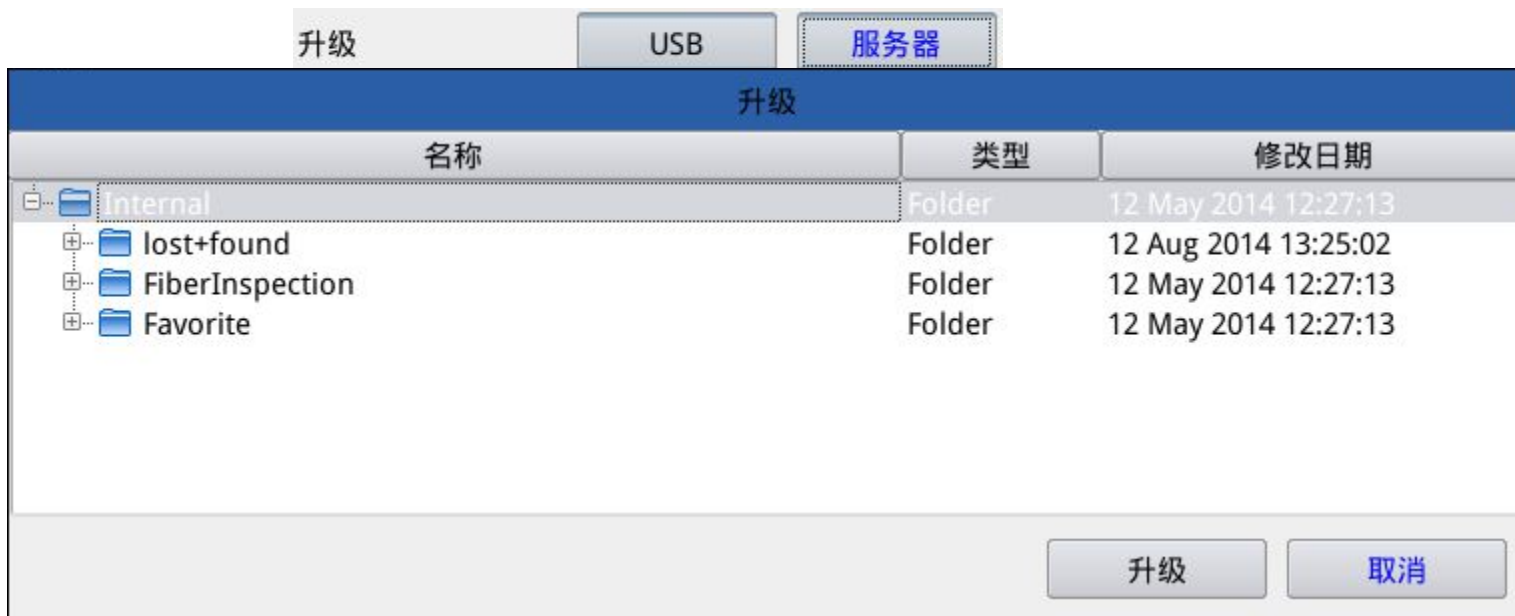 升级 USB 服务器
升级
名称 类型 修改日期
Internal Folder 12 May 2014 12:27:13
lost+found Folder 12 Aug 2014 13:25:02
FiberInspection Folder 12 May 2014 12:27:13
Favorite Folder 12 May 2014 12:27:13
升级 取消